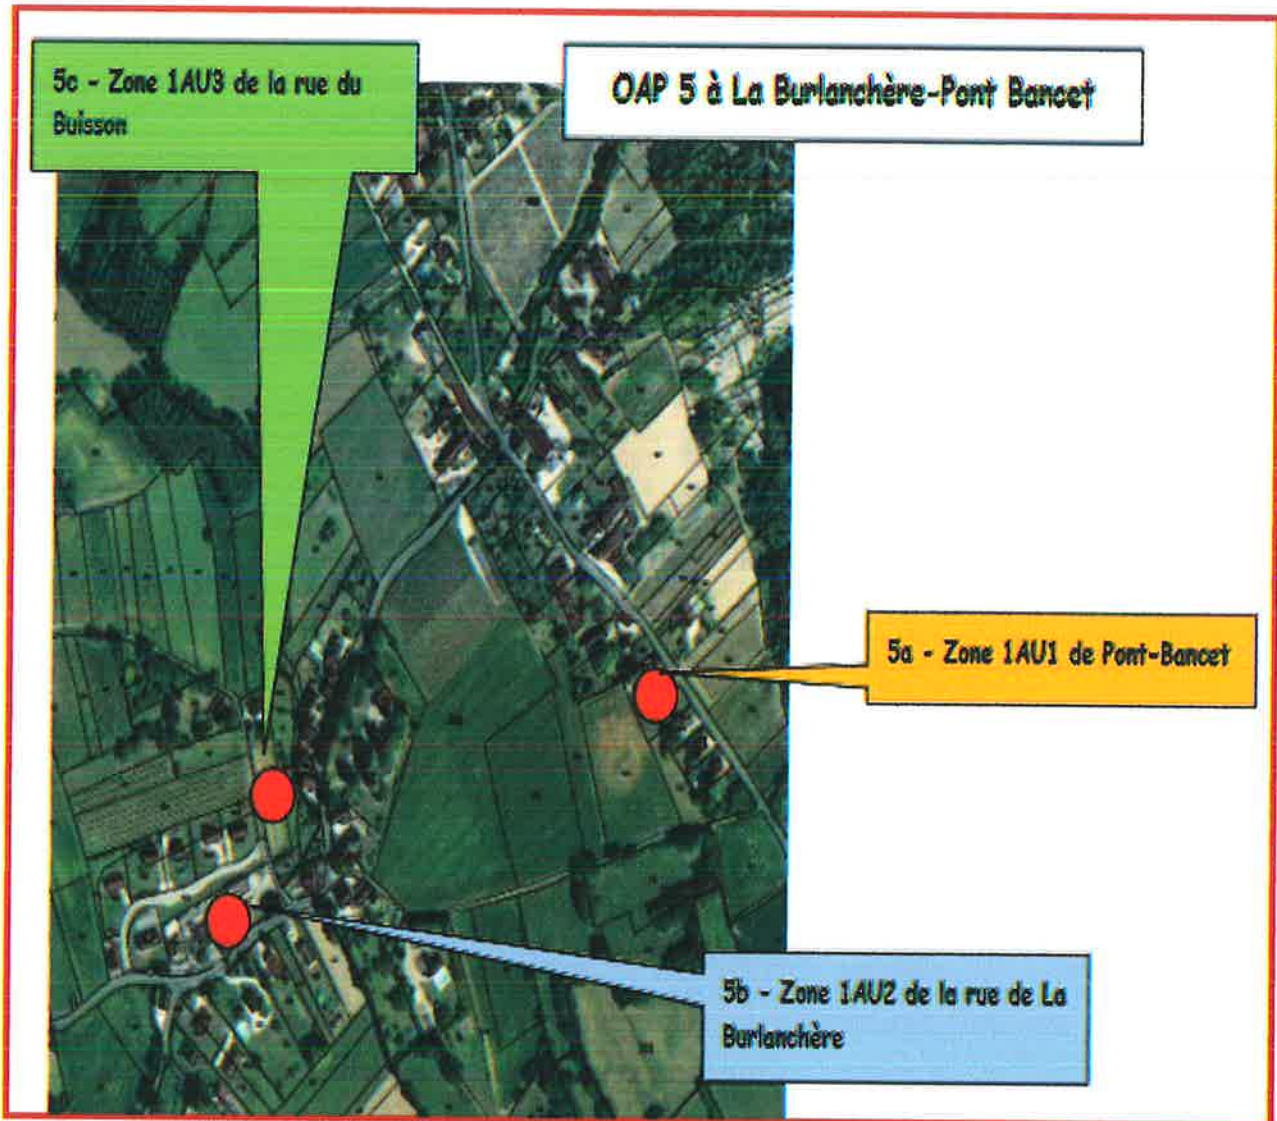 5c - Zone 1AU3 de la rue du
Buisson
OAP 5 à La Burlanchère-Pont Bancet
5a - Zone 1AU1 de Pont-Bancet
5b - Zone 1AU2 de la rue de La
Burlanchère